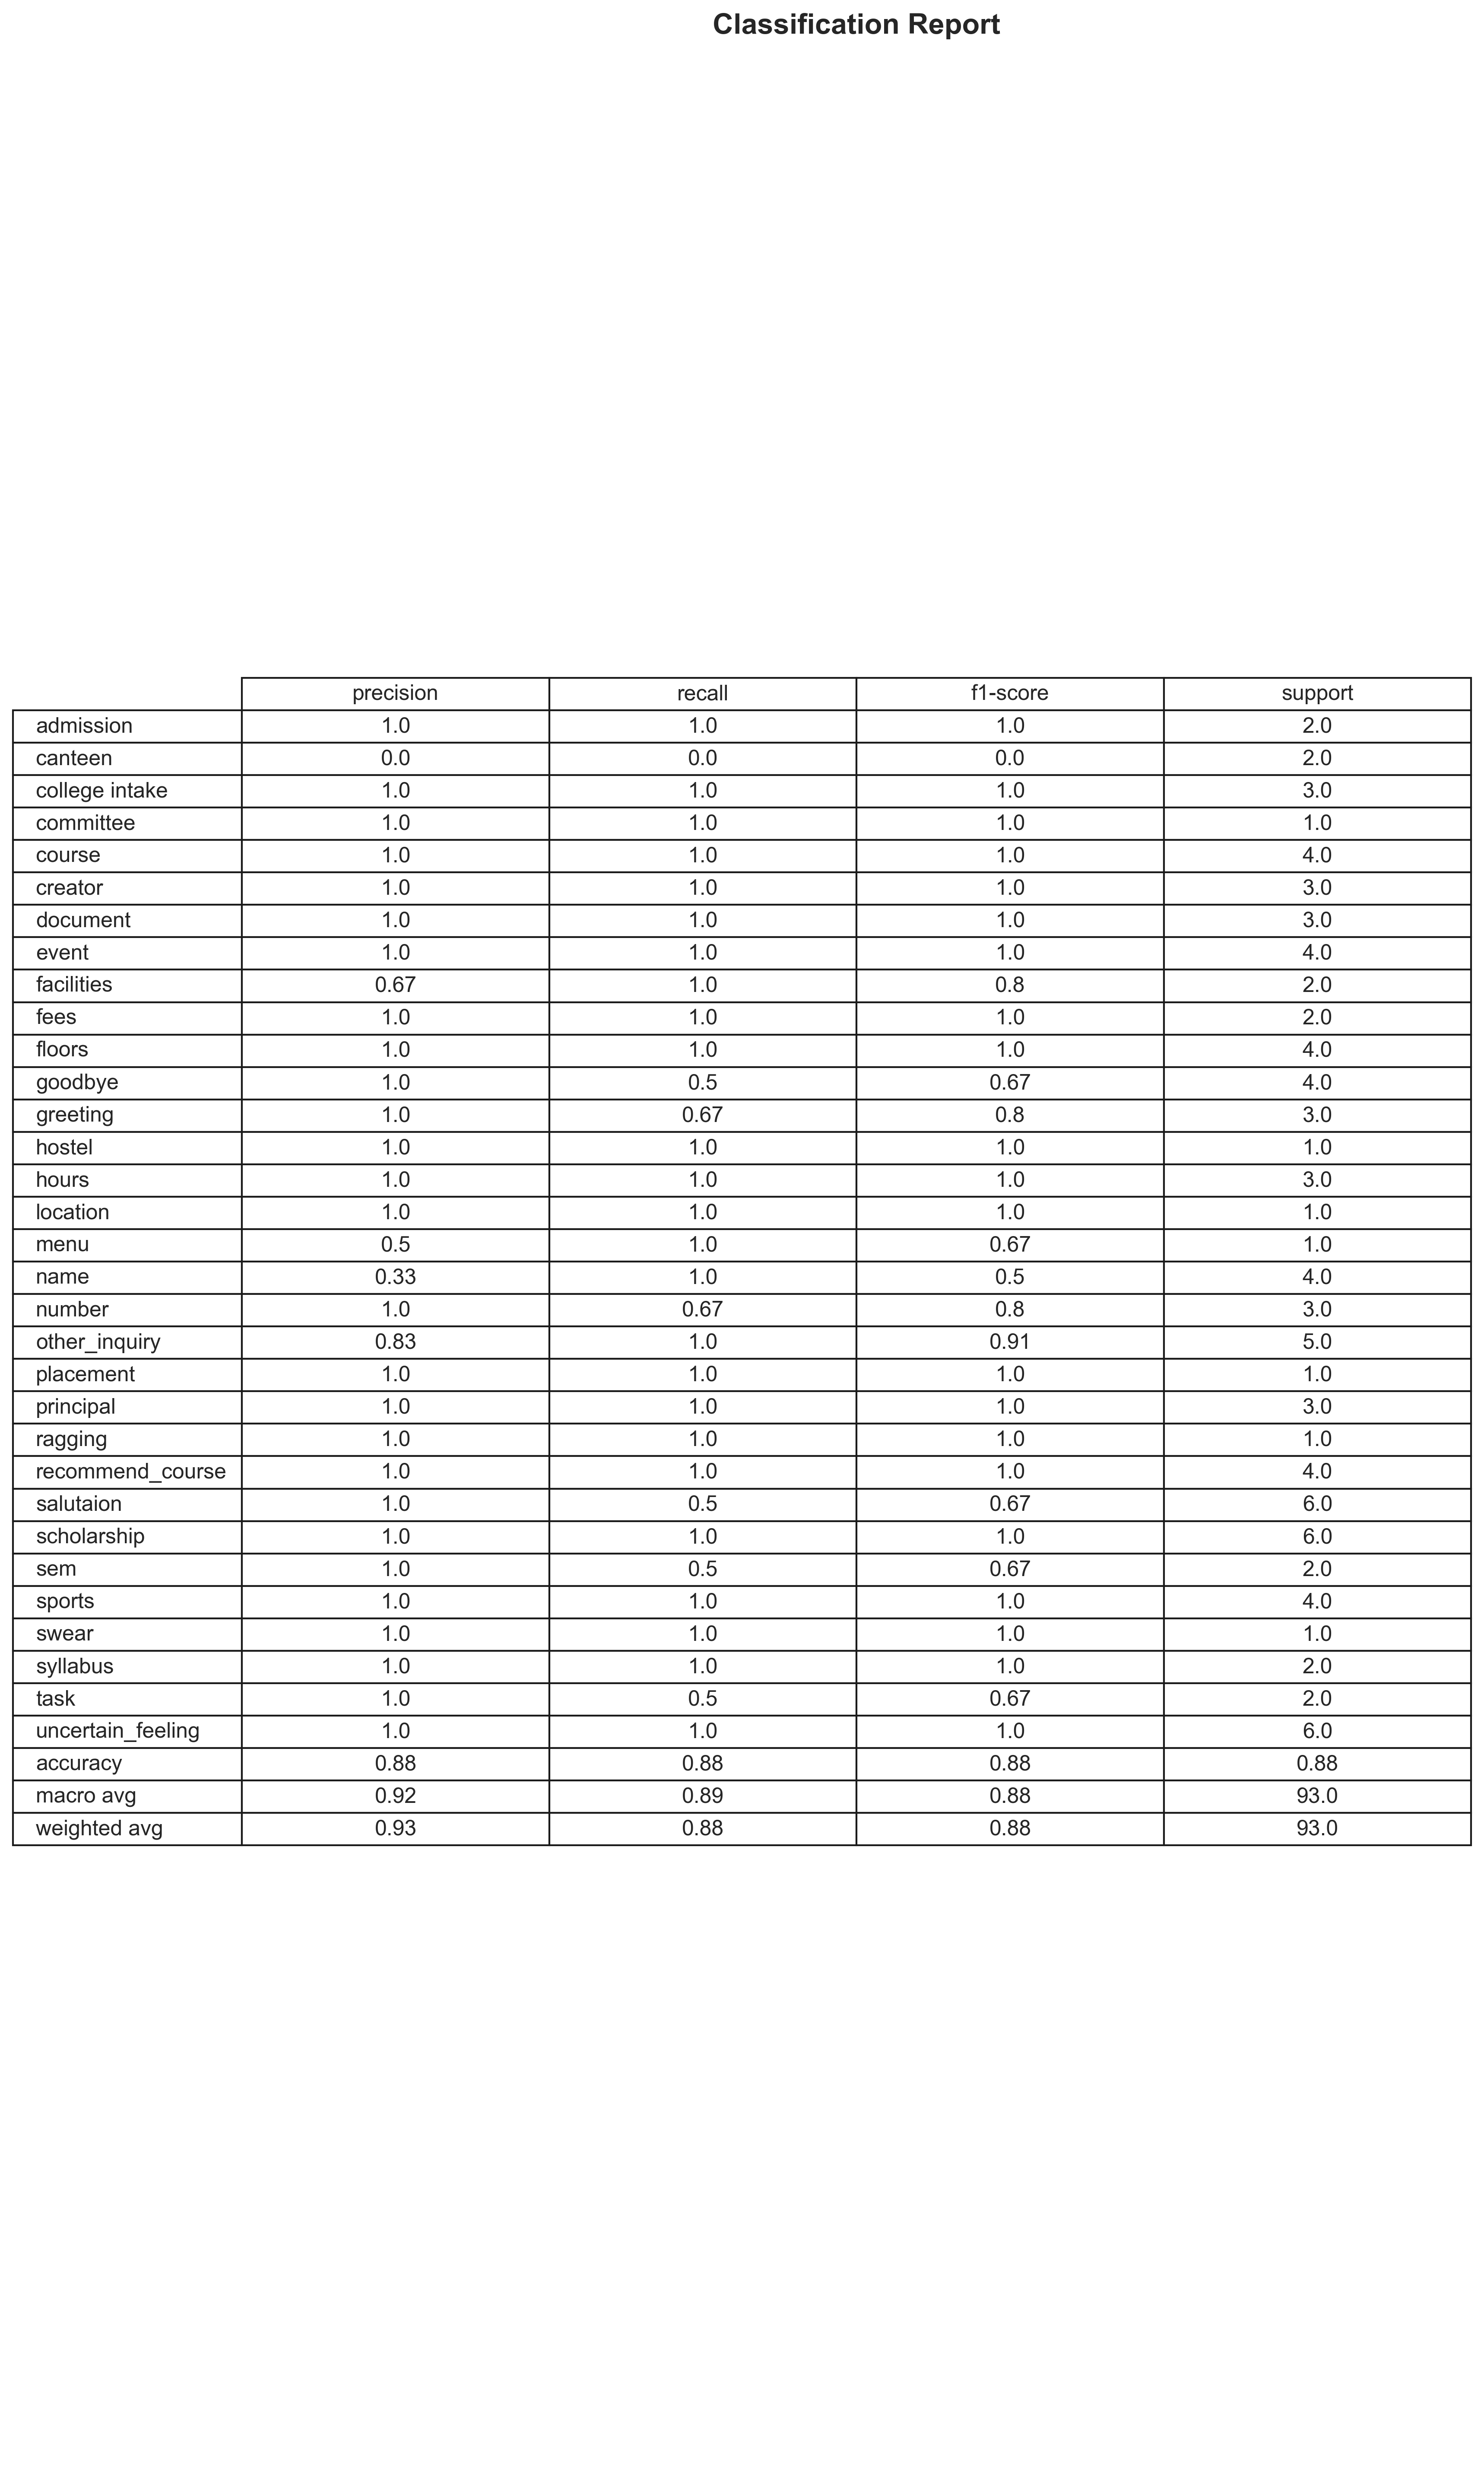 Classification Report
precision recall f1-score support
admission 1.0 1.0 1.0 2.0
canteen 0.0 0.0 0.0 2.0
college intake 1.0 1.0 1.0 3.0
committee 1.0 1.0 1.0 1.0
course 1.0 1.0 1.0 4.0
creator 1.0 1.0 1.0 3.0
document 1.0 1.0 1.0 3.0
event 1.0 1.0 1.0 4.0
facilities 0.67 1.0 0.8 2.0
fees 1.0 1.0 1.0 2.0
floors 1.0 1.0 1.0 4.0
goodbye 1.0 0.5 0.67 4.0
greeting 1.0 0.67 0.8 3.0
hostel 1.0 1.0 1.0 1.0
hours 1.0 1.0 1.0 3.0
location 1.0 1.0 1.0 1.0
menu 0.5 1.0 0.67 1.0
name 0.33 1.0 0.5 4.0
number 1.0 0.67 0.8 3.0
other_inquiry 0.83 1.0 0.91 5.0
placement 1.0 1.0 1.0 1.0
principal 1.0 1.0 1.0 3.0
ragging 1.0 1.0 1.0 1.0
recommend_course 1.0 1.0 1.0 4.0
salutaion 1.0 0.5 0.67 6.0
scholarship 1.0 1.0 1.0 6.0
sem 1.0 0.5 0.67 2.0
sports 1.0 1.0 1.0 4.0
swear 1.0 1.0 1.0 1.0
syllabus 1.0 1.0 1.0 2.0
task 1.0 0.5 0.67 2.0
uncertain_feeling 1.0 1.0 1.0 6.0
accuracy 0.88 0.88 0.88 0.88
macro avg 0.92 0.89 0.88 93.0
weighted avg 0.93 0.88 0.88 93.0